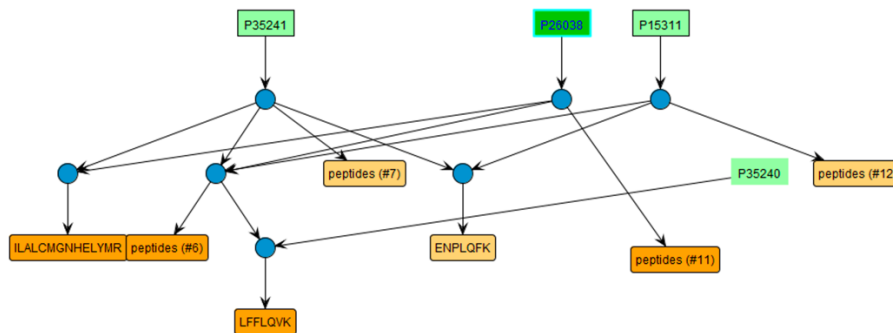 P35241
P26038
P15311
peptides (#7)
P35240
peptides (#12)
ILALCMGNHELYMR
peptides (#6)
ENPLQFK
peptides (#11)
LFFLQVK